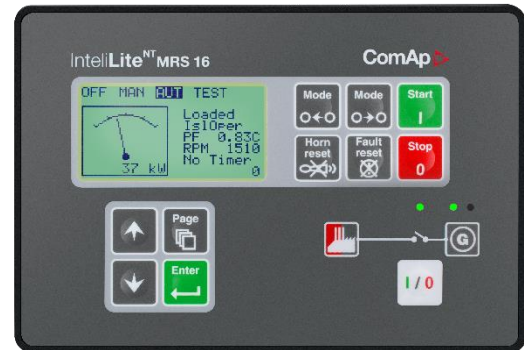 InteliLite NT MRS 16
ComAp
OFF MAN AUT TEST
Loaded
IslOper
PF 0.83C
RPM 1510
No Timer
37 kW 0
Mode
Mode
Start
I
Horn reset
Fault reset
Stop
0
Page
Enter
G
I / 0